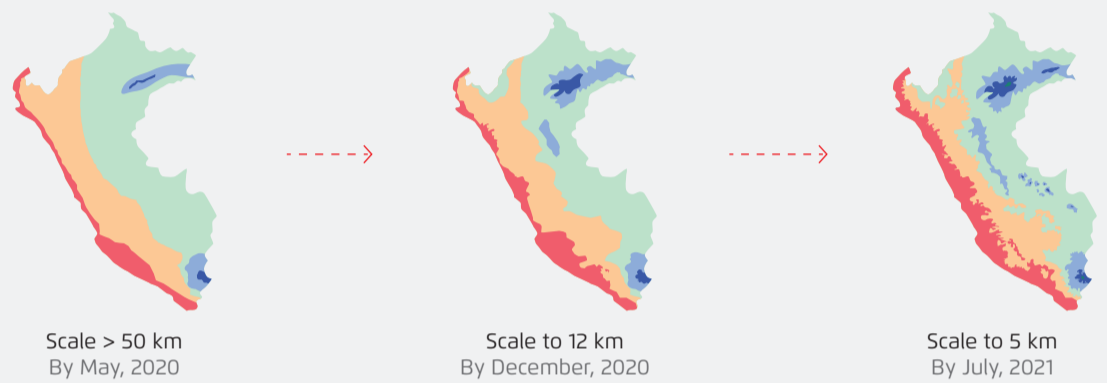 Scale > 50 km
By May, 2020
Scale to 12 km
By December, 2020
Scale to 5 km
By July, 2021